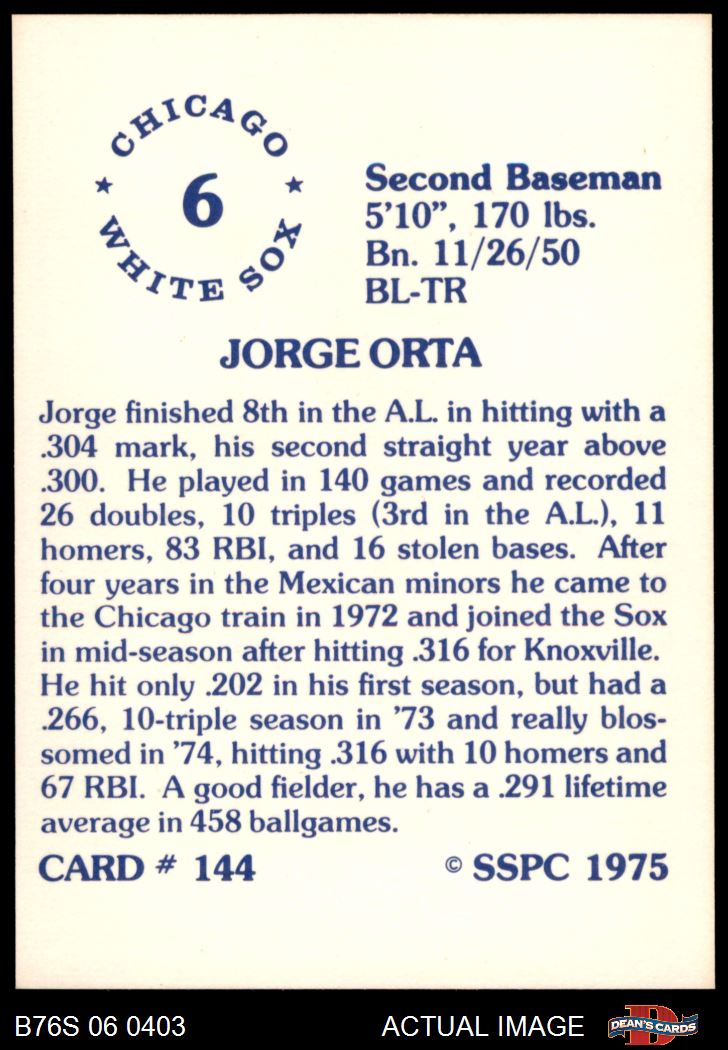 CHICAGO
6
WHITE SOX
Second Baseman
5'10”, 170 lbs.
Bn. 11/26/50
BL-TR
JORGE ORTA
Jorge finished 8th in the A.L. in hitting with a
.304 mark, his second straight year above
.300. He played in 140 games and recorded
26 doubles, 10 triples (3rd in the A.L.), 11
homers, 83 RBI, and 16 stolen bases. After
four years in the Mexican minors he came to
the Chicago train in 1972 and joined the Sox
in mid-season after hitting .316 for Knoxville.
He hit only .202 in his first season, but had a
.266, 10-triple season in ’73 and really blos-
somed in ’74, hitting .316 with 10 homers and
67 RBI. A good fielder, he has a .291 lifetime
average in 458 ballgames.
CARD # 144 © SSPC 1975
B76S 06 0403 ACTUAL IMAGE D DEAN'S CARDS